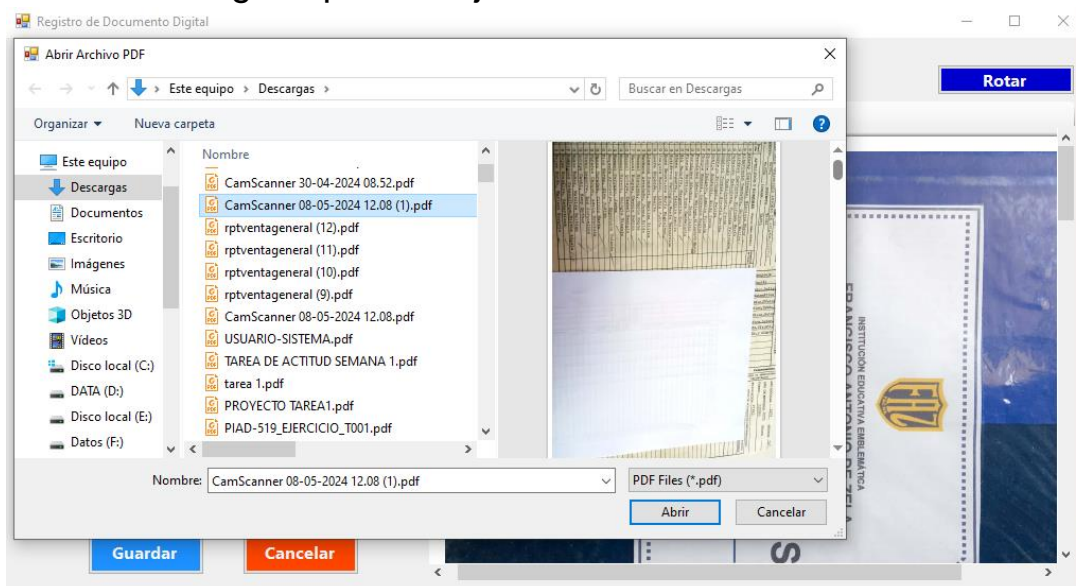 Registro de Documento Digital
Abrir Archivo PDF
Rotar
Este equipo > Descargas >
Buscar en Descargas
Organizar
Nueva carpeta
Este equipo
Descargas
Documentos
Escritorio
Imágenes
Música
Objetos 3D
Vídeos
Disco local (C:)
DATA (D:)
Disco local (E:)
Datos (F:)
Nombre
CamScanner 30-04-2024 08.52.pdf
CamScanner 08-05-2024 12.08 (1).pdf
rptventageneral (12).pdf
rptventageneral (11).pdf
rptventageneral (10).pdf
rptventageneral (9).pdf
CamScanner 08-05-2024 12.08.pdf
USUARIO-SISTEMA.pdf
TAREA DE ACTITUD SEMANA 1.pdf
tarea 1.pdf
PROYECTO TAREA1.pdf
PIAD-519_EJERCICIO_T001.pdf
INSTITUCIÓN EDUCATIVA EMBLEMÁTICA
FRANCISCO ANTONIO DE ZELA
Nombre: CamScanner 08-05-2024 12.08 (1).pdf
PDF Files (*.pdf)
Abrir
Cancelar
Guardar
Cancelar